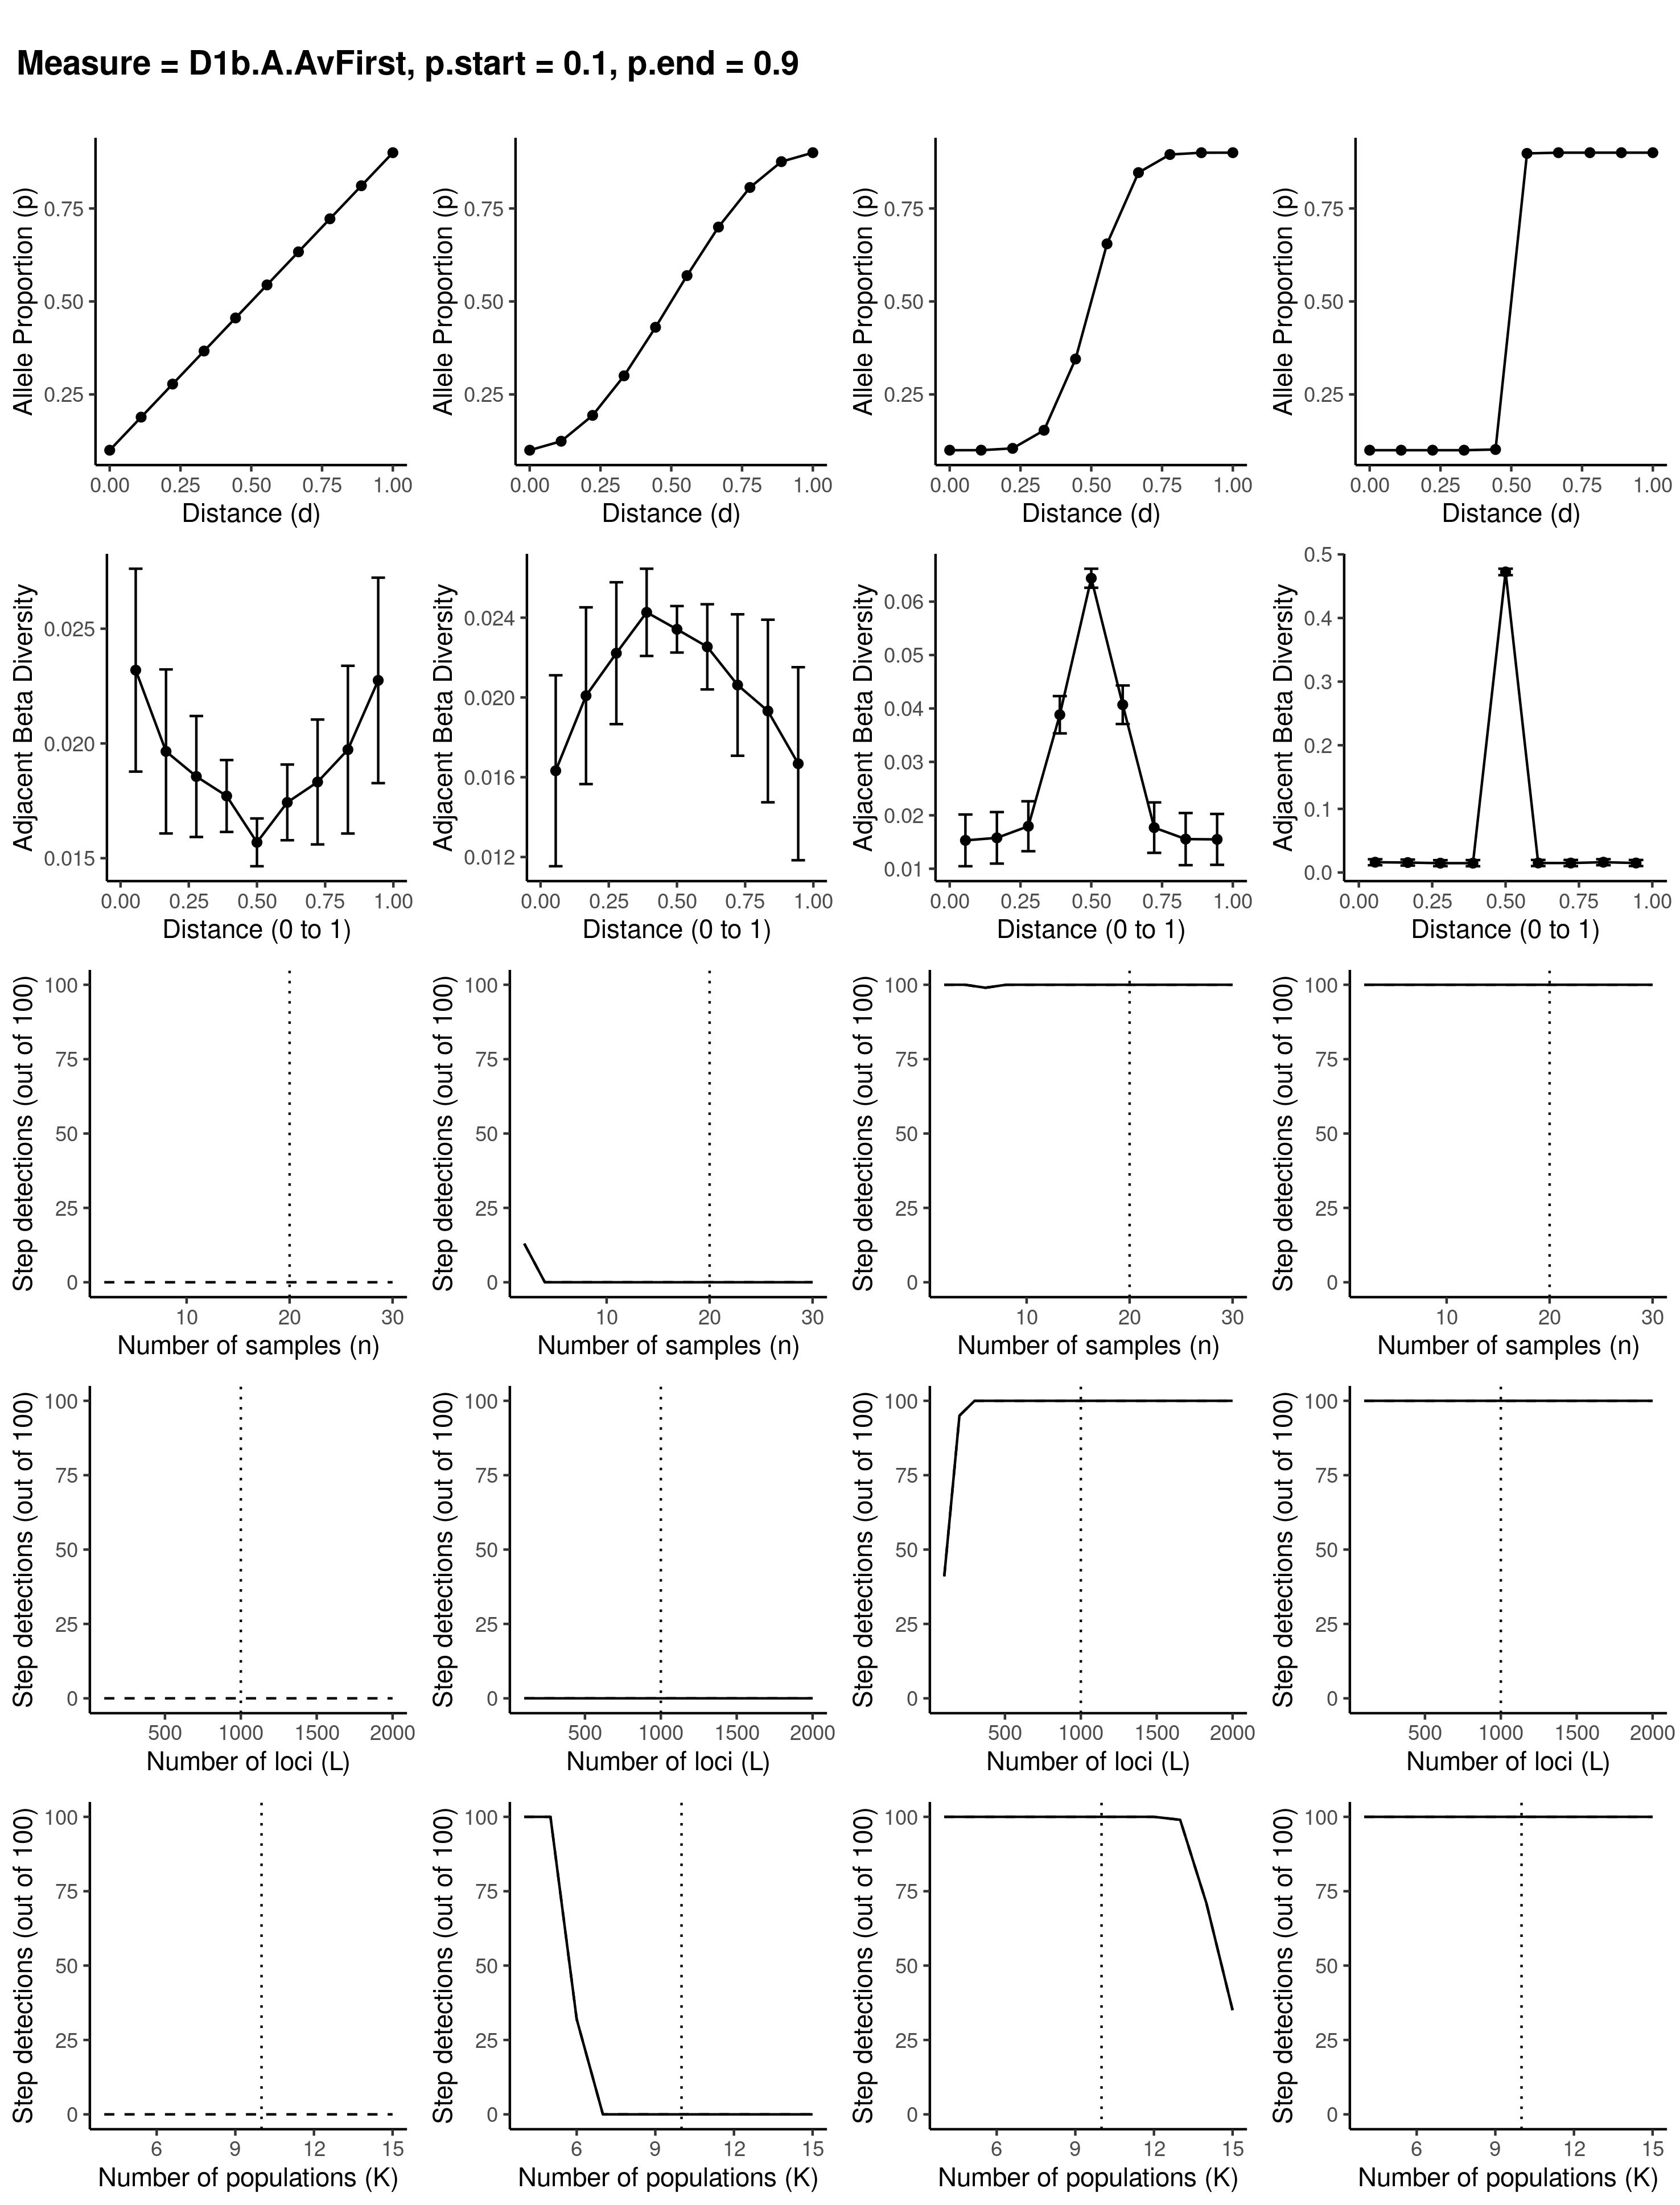 Measure = D1b.A.AvFirst, p.start = 0.1, p.end = 0.9
Allele Proportion (p)
0.75
0.50
0.25
0.00 0.25 0.50 0.75 1.00
Distance (d)
Allele Proportion (p)
0.75
0.50
0.25
0.00 0.25 0.50 0.75 1.00
Distance (d)
Allele Proportion (p)
0.75
0.50
0.25
0.00 0.25 0.50 0.75 1.00
Distance (d)
Allele Proportion (p)
0.75
0.50
0.25
0.00 0.25 0.50 0.75 1.00
Distance (d)
Adjacent Beta Diversity
0.025
0.020
0.015
0.00 0.25 0.50 0.75 1.00
Distance (0 to 1)
Adjacent Beta Diversity
0.024
0.020
0.016
0.012
0.00 0.25 0.50 0.75 1.00
Distance (0 to 1)
Adjacent Beta Diversity
0.06
0.05
0.04
0.03
0.02
0.01
0.00 0.25 0.50 0.75 1.00
Distance (0 to 1)
Adjacent Beta Diversity
0.5
0.4
0.3
0.2
0.1
0.0
0.00 0.25 0.50 0.75 1.00
Distance (0 to 1)
Step detections (out of 100)
100
75
50
25
0
10 20 30
Number of samples (n)
Step detections (out of 100)
100
75
50
25
0
10 20 30
Number of samples (n)
Step detections (out of 100)
100
75
50
25
0
10 20 30
Number of samples (n)
Step detections (out of 100)
100
75
50
25
0
10 20 30
Number of samples (n)
Step detections (out of 100)
100
75
50
25
0
500 1000 1500 2000
Number of loci (L)
Step detections (out of 100)
100
75
50
25
0
500 1000 1500 2000
Number of loci (L)
Step detections (out of 100)
100
75
50
25
0
500 1000 1500 2000
Number of loci (L)
Step detections (out of 100)
100
75
50
25
0
500 1000 1500 2000
Number of loci (L)
Step detections (out of 100)
100
75
50
25
0
6 9 12 15
Number of populations (K)
Step detections (out of 100)
100
75
50
25
0
6 9 12 15
Number of populations (K)
Step detections (out of 100)
100
75
50
25
0
6 9 12 15
Number of populations (K)
Step detections (out of 100)
100
75
50
25
0
6 9 12 15
Number of populations (K)